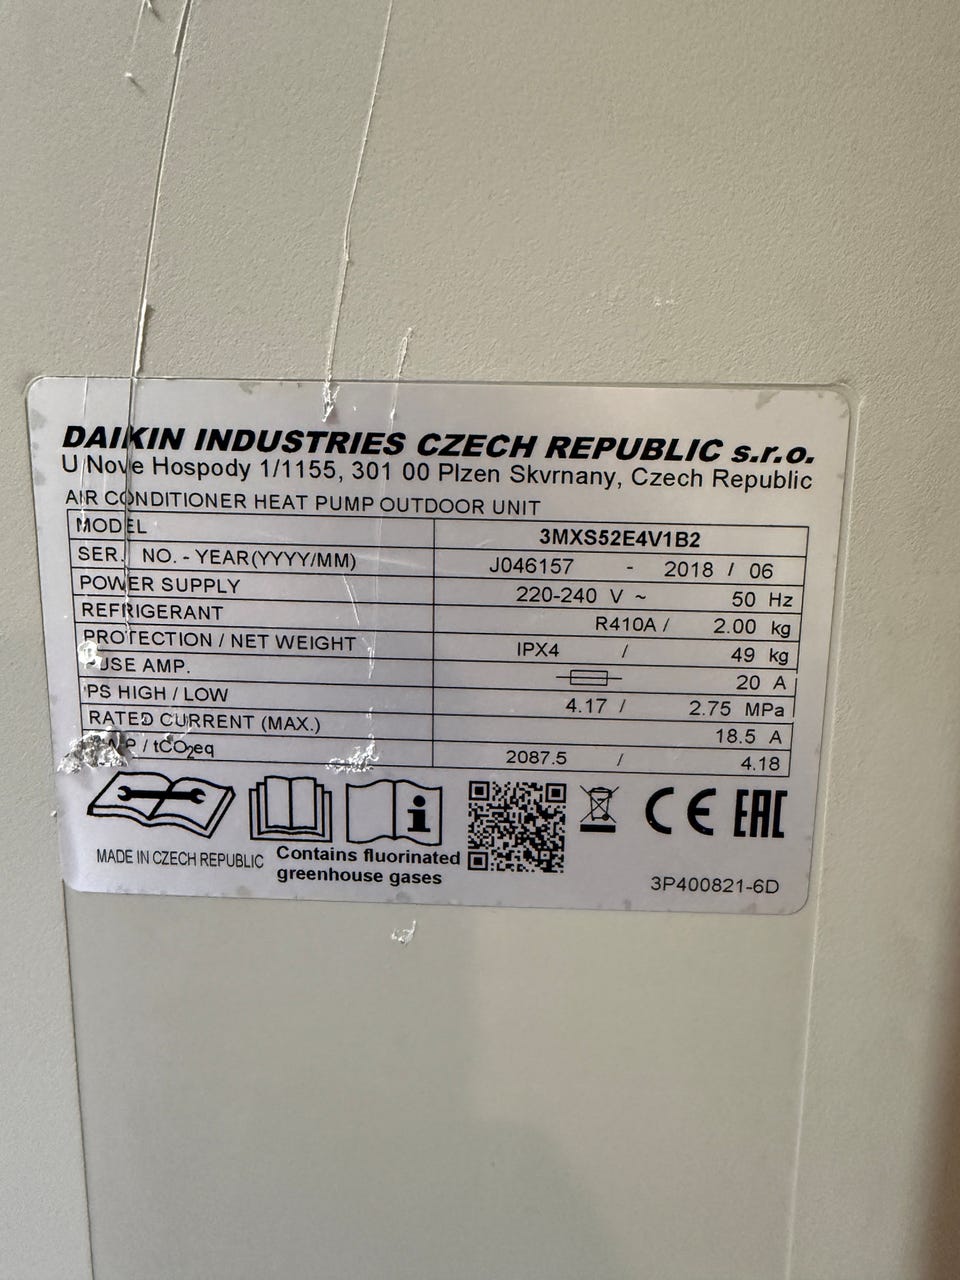 DAIKIN INDUSTRIES CZECH REPUBLIC s.r.o.
U Nove Hospody 1/1155, 301 00 Plzen Skvrnany, Czech Republic
AIR CONDITIONER HEAT PUMP OUTDOOR UNIT
MODEL 3MXS52E4V1B2
SER. NO. - YEAR(YYYY/MM) J046157 - 2018 / 06
POWER SUPPLY 220-240 V ~ 50 Hz
REFRIGERANT R410A / 2.00 kg
PROTECTION / NET WEIGHT IPX4 / 49 kg
FUSE AMP. 20 A
PS HIGH / LOW 4.17 / 2.75 MPa
RATED CURRENT (MAX.) 18.5 A
/ tCO₂eq 2087.5 / 4.18
i
CE EAC
MADE IN CZECH REPUBLIC
Contains fluorinated
greenhouse gases
3P400821-6D